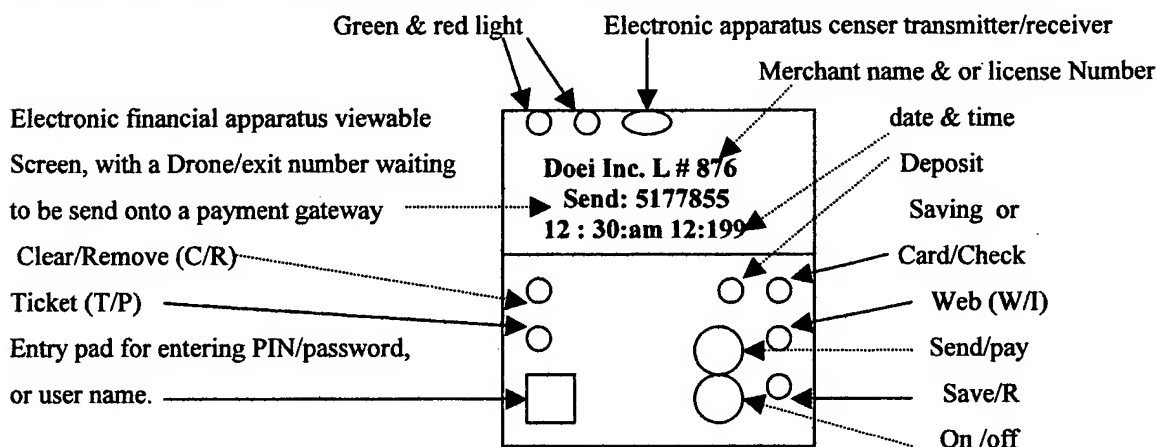 Green & red light
Electronic apparatus censer transmitter/receiver
Merchant name & or license Number
Electronic financial apparatus viewable
Screen, with a Drone/exit number waiting
to be send onto a payment gateway
Clear/Remove (C/R)
Ticket (T/P)
Entry pad for entering PIN/password,
or user name.
Doei Inc. L # 876
Send: 5177855
12 : 30:am 12:199
date & time
Deposit
Saving or
Card/Check
Web (W/I)
Send/pay
Save/R
On /off